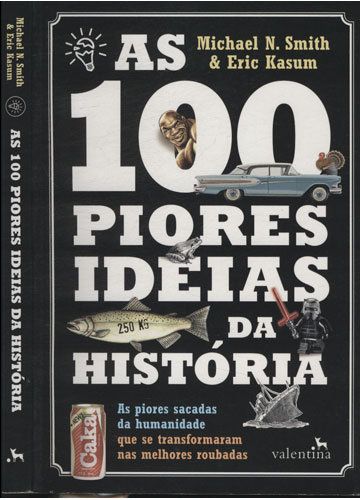 Michael N. Smith
& Eric Kasum
AS 100 PIORES IDEIAS DA HISTÓRIA
AS
Michael N. Smith
& Eric Kasum
100
PIORES
IDEIAS
DA
HISTÓRIA
250 KG
Caka
As piores sacadas
da humanidade
que se transformaram
nas melhores roubadas
valentina